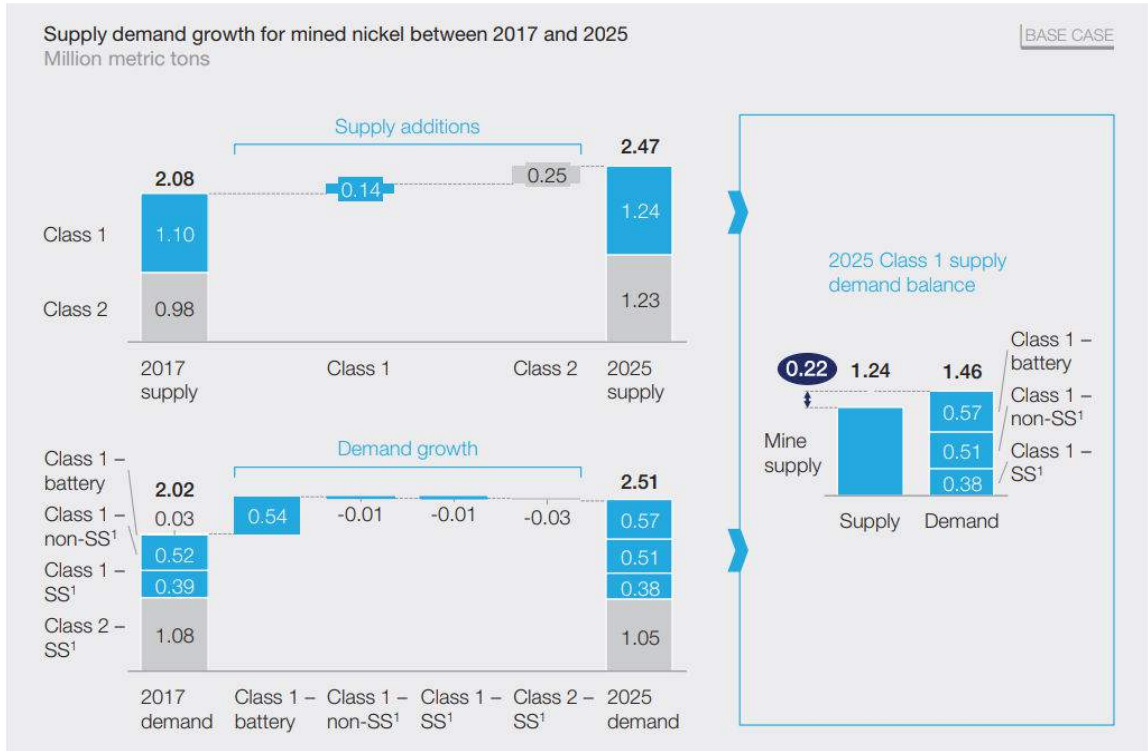 Supply demand growth for mined nickel between 2017 and 2025
Million metric tons
BASE CASE
Supply additions
2.08
0.14
0.25
2.47
Class 1
1.10
1.24
Class 2
0.98
1.23
2017
supply
Class 1
Class 2
2025
supply
Demand growth
Class 1 –
battery
Class 1 –
non-SS¹
Class 1 –
SS¹
Class 2 –
SS¹
2.02
0.03
0.52
0.39
1.08
0.54
-0.01
-0.01
-0.03
2.51
0.57
0.51
0.38
1.05
2017
demand
Class 1 –
battery
Class 1 –
non-SS¹
Class 1 –
SS¹
Class 2 –
SS¹
2025
demand
2025 Class 1 supply
demand balance
0.22
1.24
1.46
Mine
supply
0.57
0.51
0.38
Class 1 –
battery
Class 1 –
non-SS¹
Class 1 –
SS¹
Supply
Demand